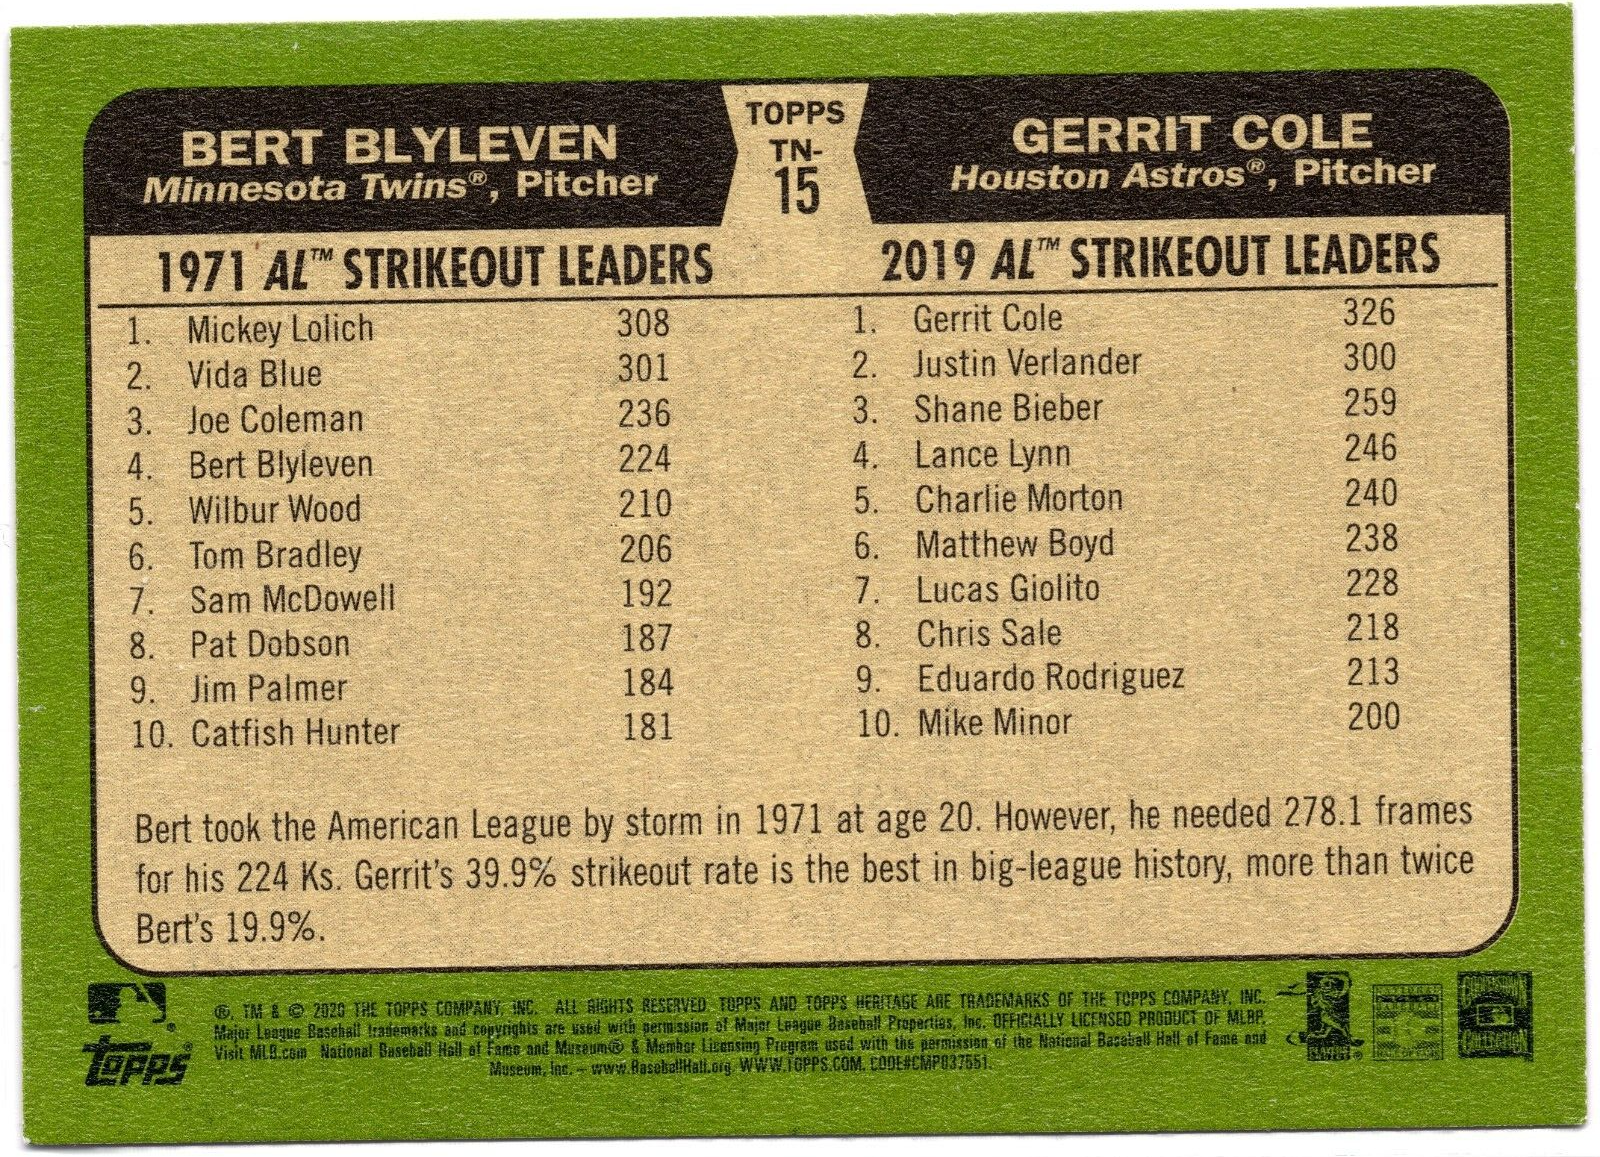 BERT BLYLEVEN
Minnesota Twins®, Pitcher
TOPPS
TN-
15
GERRIT COLE
Houston Astros®, Pitcher
1971 AL™ STRIKEOUT LEADERS
1. Mickey Lolich 308
2. Vida Blue 301
3. Joe Coleman 236
4. Bert Blyleven 224
5. Wilbur Wood 210
6. Tom Bradley 206
7. Sam McDowell 192
8. Pat Dobson 187
9. Jim Palmer 184
10. Catfish Hunter 181
2019 AL™ STRIKEOUT LEADERS
1. Gerrit Cole 326
2. Justin Verlander 300
3. Shane Bieber 259
4. Lance Lynn 246
5. Charlie Morton 240
6. Matthew Boyd 238
7. Lucas Giolito 228
8. Chris Sale 218
9. Eduardo Rodriguez 213
10. Mike Minor 200
Bert took the American League by storm in 1971 at age 20. However, he needed 278.1 frames
for his 224 Ks. Gerrit's 39.9% strikeout rate is the best in big-league history, more than twice
Bert's 19.9%.
topps®
®, TM & © 2020 THE TOPPS COMPANY, INC. ALL RIGHTS RESERVED. TOPPS AND TOPPS HERITAGE ARE TRADEMARKS OF THE TOPPS COMPANY, INC.
Major League Baseball trademarks and copyrights are used with permission of Major League Baseball Properties, Inc. OFFICIALLY LICENSED PRODUCT OF MLBP.
Visit MLB.com National Baseball Hall of Fame and Museum® & Member Licensing Program used with the permission of the National Baseball Hall of Fame and
Museum, Inc. – www.BaseballHall.org. WWW.TOPPS.COM. CODE#CMP037551.